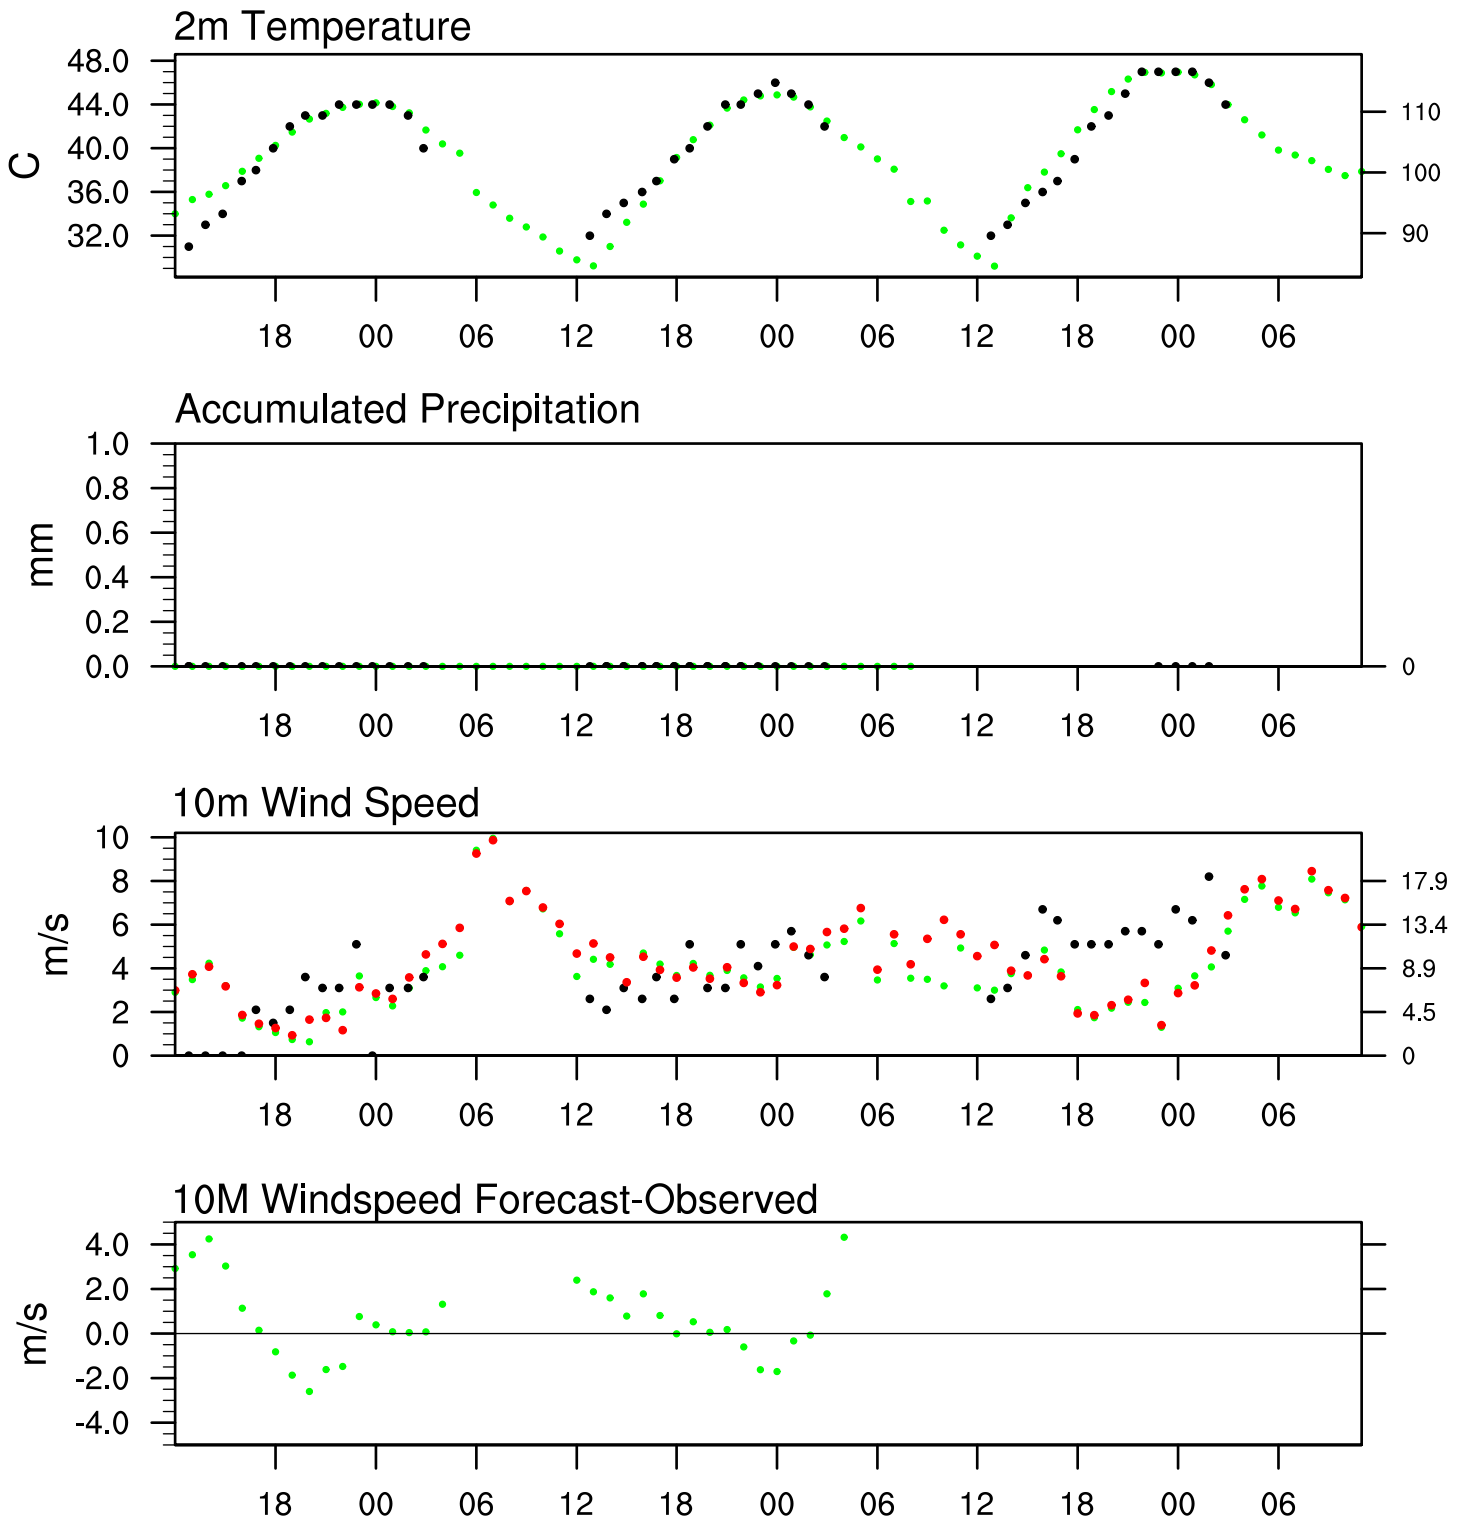 2m Temperature
48.0
44.0
40.0
36.0
32.0
C
110
100
90
18 00 06 12 18 00 06 12 18 00 06
Accumulated Precipitation
1.0
0.8
0.6
0.4
0.2
0.0
mm
0
18 00 06 12 18 00 06 12 18 00 06
10m Wind Speed
10
8
6
4
2
0
m/s
17.9
13.4
8.9
4.5
0
18 00 06 12 18 00 06 12 18 00 06
10M Windspeed Forecast-Observed
4.0
2.0
0.0
-2.0
-4.0
m/s
18 00 06 12 18 00 06 12 18 00 06